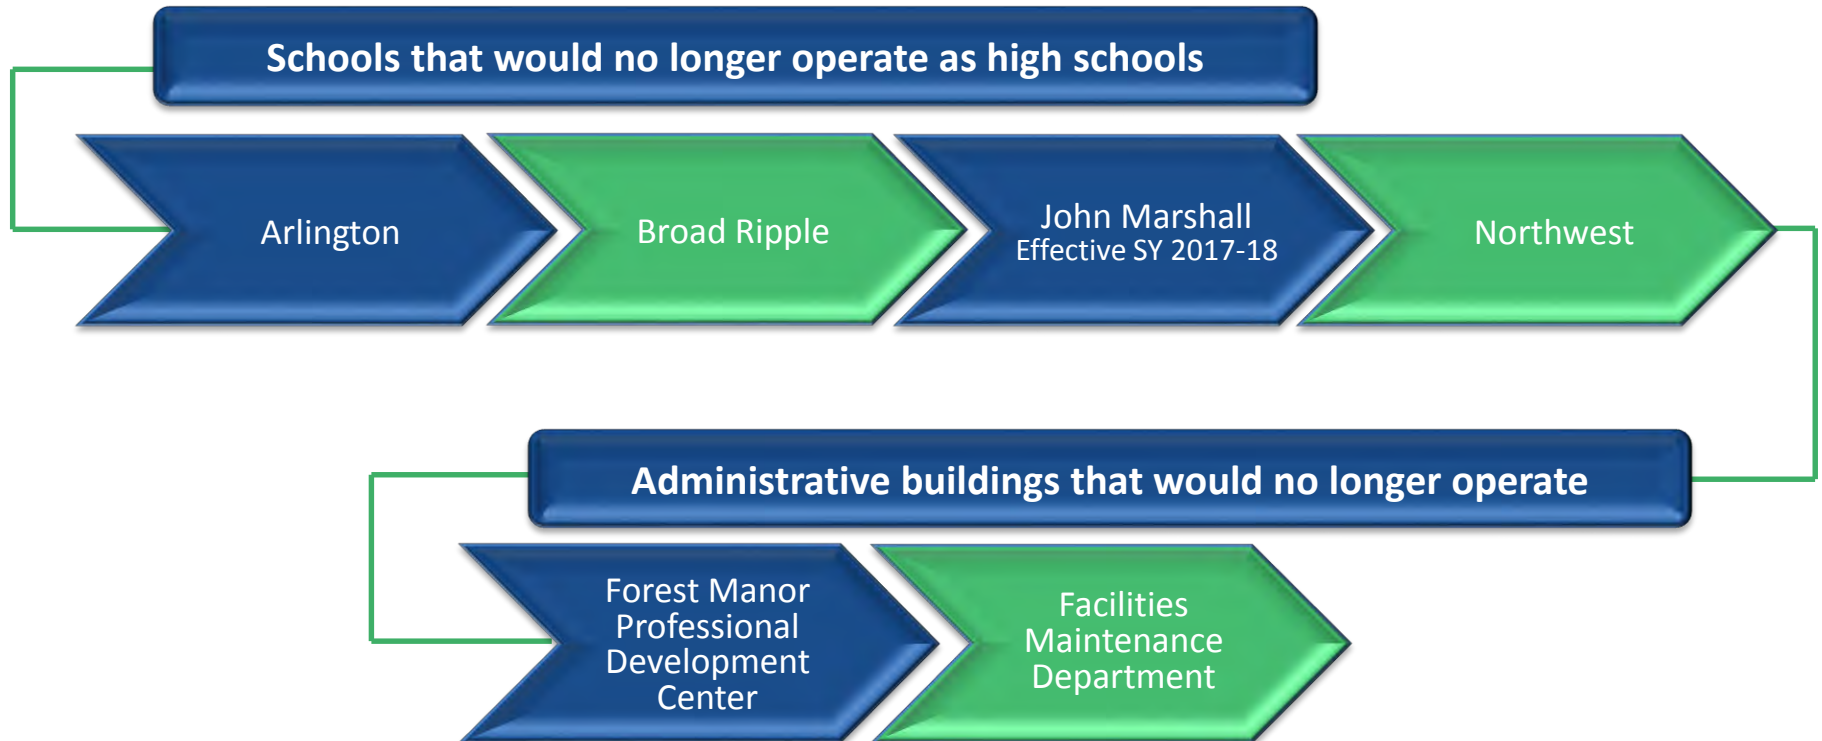 Schools that would no longer operate as high schools
Arlington
Broad Ripple
John Marshall
Effective SY 2017-18
Northwest
Administrative buildings that would no longer operate
Forest Manor
Professional
Development
Center
Facilities
Maintenance
Department